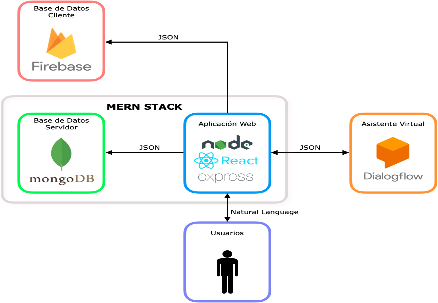 Base de Datos
Cliente
Firebase
JSON
MERN STACK
Base de Datos
Servidor
mongoDB
JSON
Aplicación Web
node
React
express
JSON
Asistente Virtual
Dialogflow
Natural Language
Usuarios